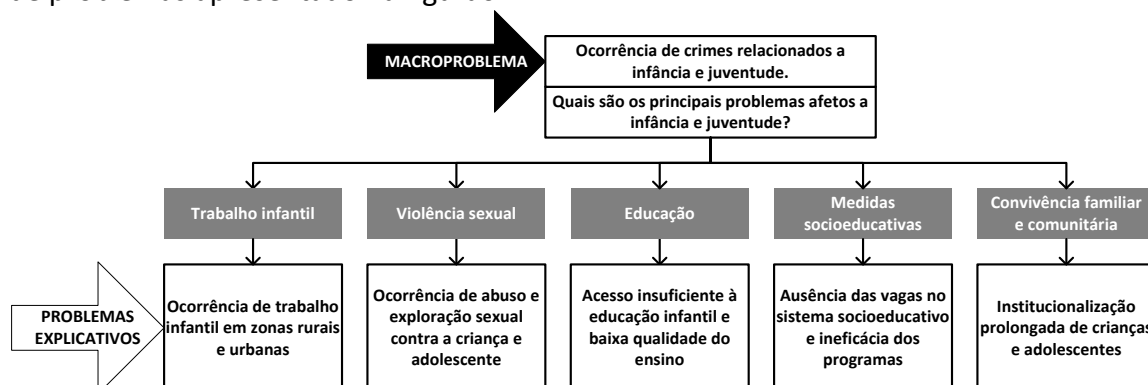 MACROPROBLEMA
Ocorrência de crimes relacionados a
infância e juventude.
Quais são os principais problemas afetos a
infância e juventude?
Trabalho infantil
Violência sexual
Educação
Medidas
socioeducativas
Convivência familiar
e comunitária
PROBLEMAS
EXPLICATIVOS
Ocorrência de trabalho
infantil em zonas rurais
e urbanas
Ocorrência de abuso e
exploração sexual
contra a criança e
adolescente
Acesso insuficiente à
educação infantil e
baixa qualidade do
ensino
Ausência das vagas no
sistema socioeducativo
e ineficácia dos
programas
Institucionalização
prolongada de crianças
e adolescentes